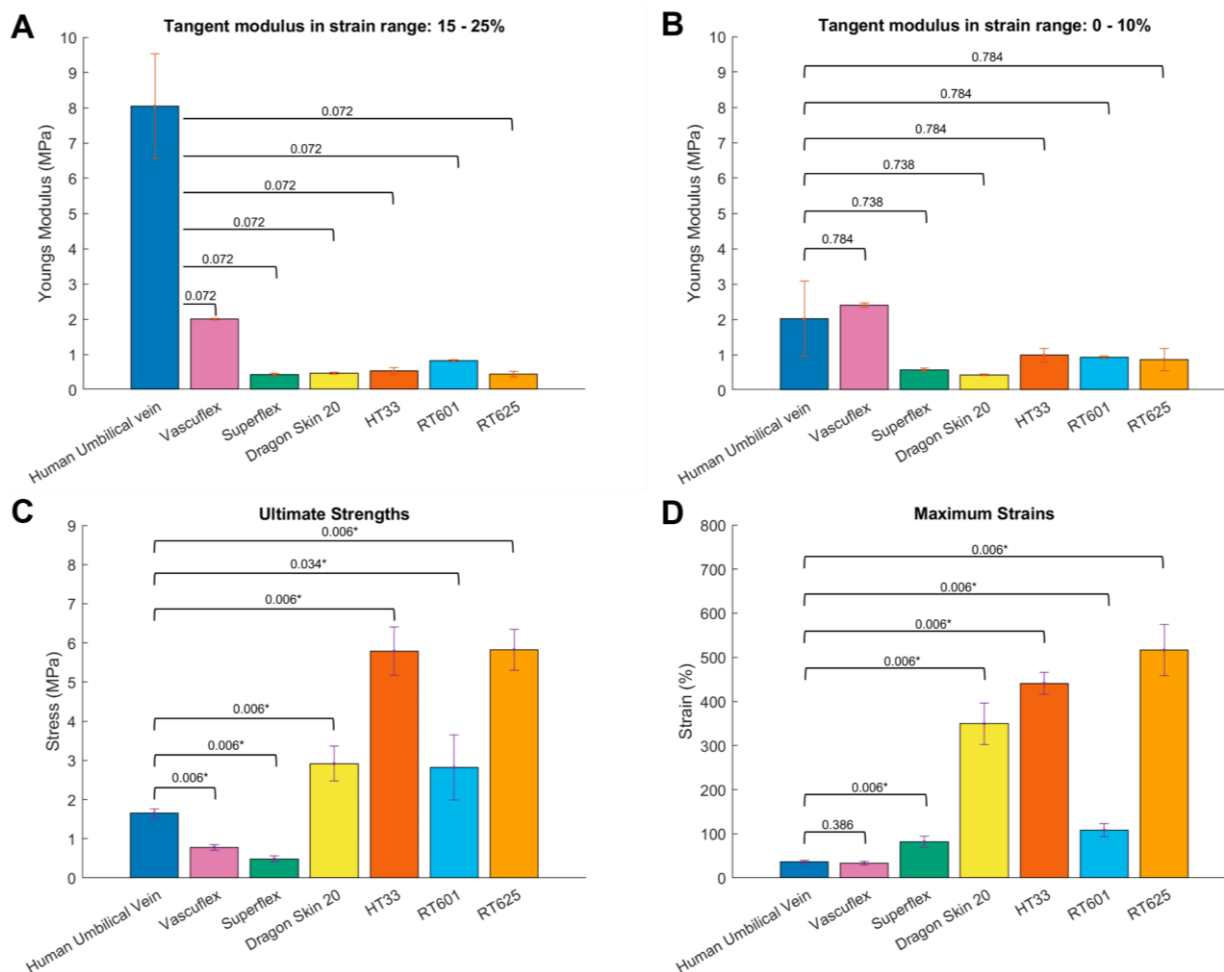 A
Tangent modulus in strain range: 15 - 25%
Youngs Modulus (MPa)
10
9
8
7
6
5
4
3
2
1
0
0.072
0.072
0.072
0.072
0.072
0.072
Human Umbilical vein
Vascuflex
Superflex
Dragon Skin 20
HT33
RT601
RT625
B
Tangent modulus in strain range: 0 - 10%
Youngs Modulus (MPa)
10
9
8
7
6
5
4
3
2
1
0
0.784
0.784
0.784
0.738
0.738
0.784
Human Umbilical vein
Vascuflex
Superflex
Dragon Skin 20
HT33
RT601
RT625
C
Ultimate Strengths
Stress (MPa)
9
8
7
6
5
4
3
2
1
0
0.006*
0.034*
0.006*
0.006*
0.006*
0.006*
Human Umbilical Vein
Vascuflex
Superflex
Dragon Skin 20
HT33
RT601
RT625
D
Maximum Strains
Strain (%)
800
700
600
500
400
300
200
100
0
0.006*
0.006*
0.006*
0.006*
0.006*
0.386
Human Umbilical Vein
Vascuflex
Superflex
Dragon Skin 20
HT33
RT601
RT625